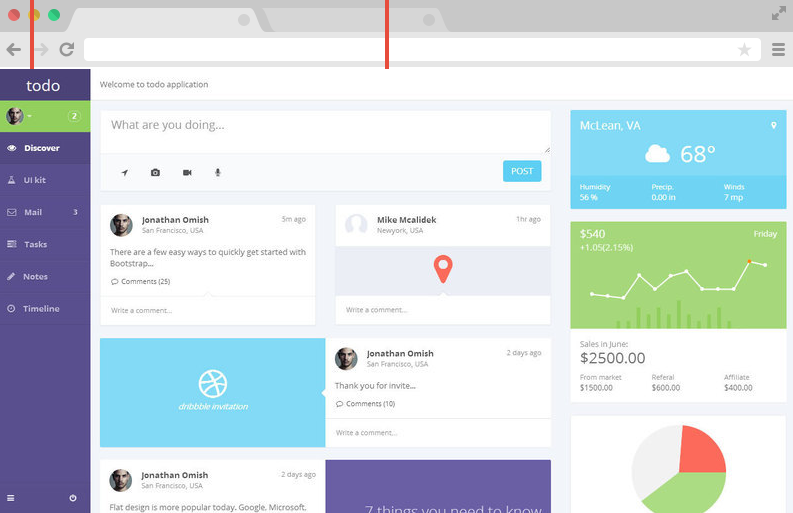 todo
Welcome to todo application
2
Discover
UI kit
Mail 3
Tasks
Notes
Timeline
What are you doing...
POST
Jonathan Omish 5m ago
San Francisco, USA
There are a few easy ways to quickly get started with
Bootstrap...
Comments (25)
Write a comment...
Mike Mcalidek 1hr ago
Newyork, USA
Write a comment...
dribbble invitation
Jonathan Omish 2 days ago
San Francisco, USA
Thank you for invite...
Comments (10)
Write a comment...
Jonathan Omish 2 days ago
San Francisco, USA
Flat design is more popular today. Google, Microsoft,
7 things you need to know
McLean, VA
68°
Humidity Precip. Winds
56 % 0.00 in 7 mp
$540 Friday
+1.05(2.15%)
Sales in June:
$2500.00
From market Referal Affiliate
$1500.00 $600.00 $400.00